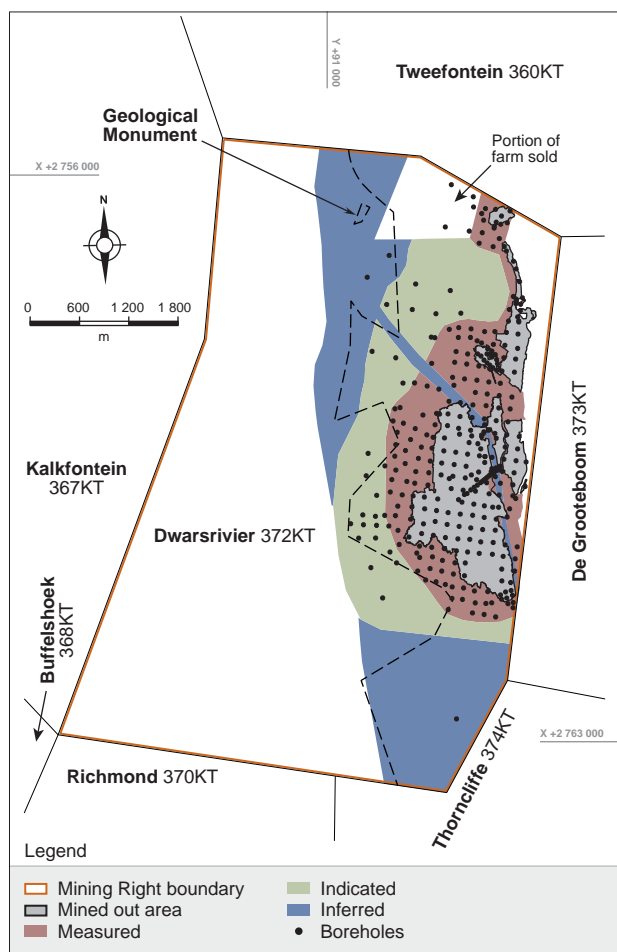 Y +91 000
Tweefontein 360KT
Geological
Monument
Portion of
farm sold
X +2 756 000
N
0 600 1 200 1 800
m
Kalkfontein
367KT
Dwarsrivier 372KT
De Grooteboom 373KT
Buffelshoek
368KT
X +2 763 000
Richmond 370KT
Thorncliffe 374KT
Legend
Mining Right boundary
Mined out area
Measured
Indicated
Inferred
Boreholes